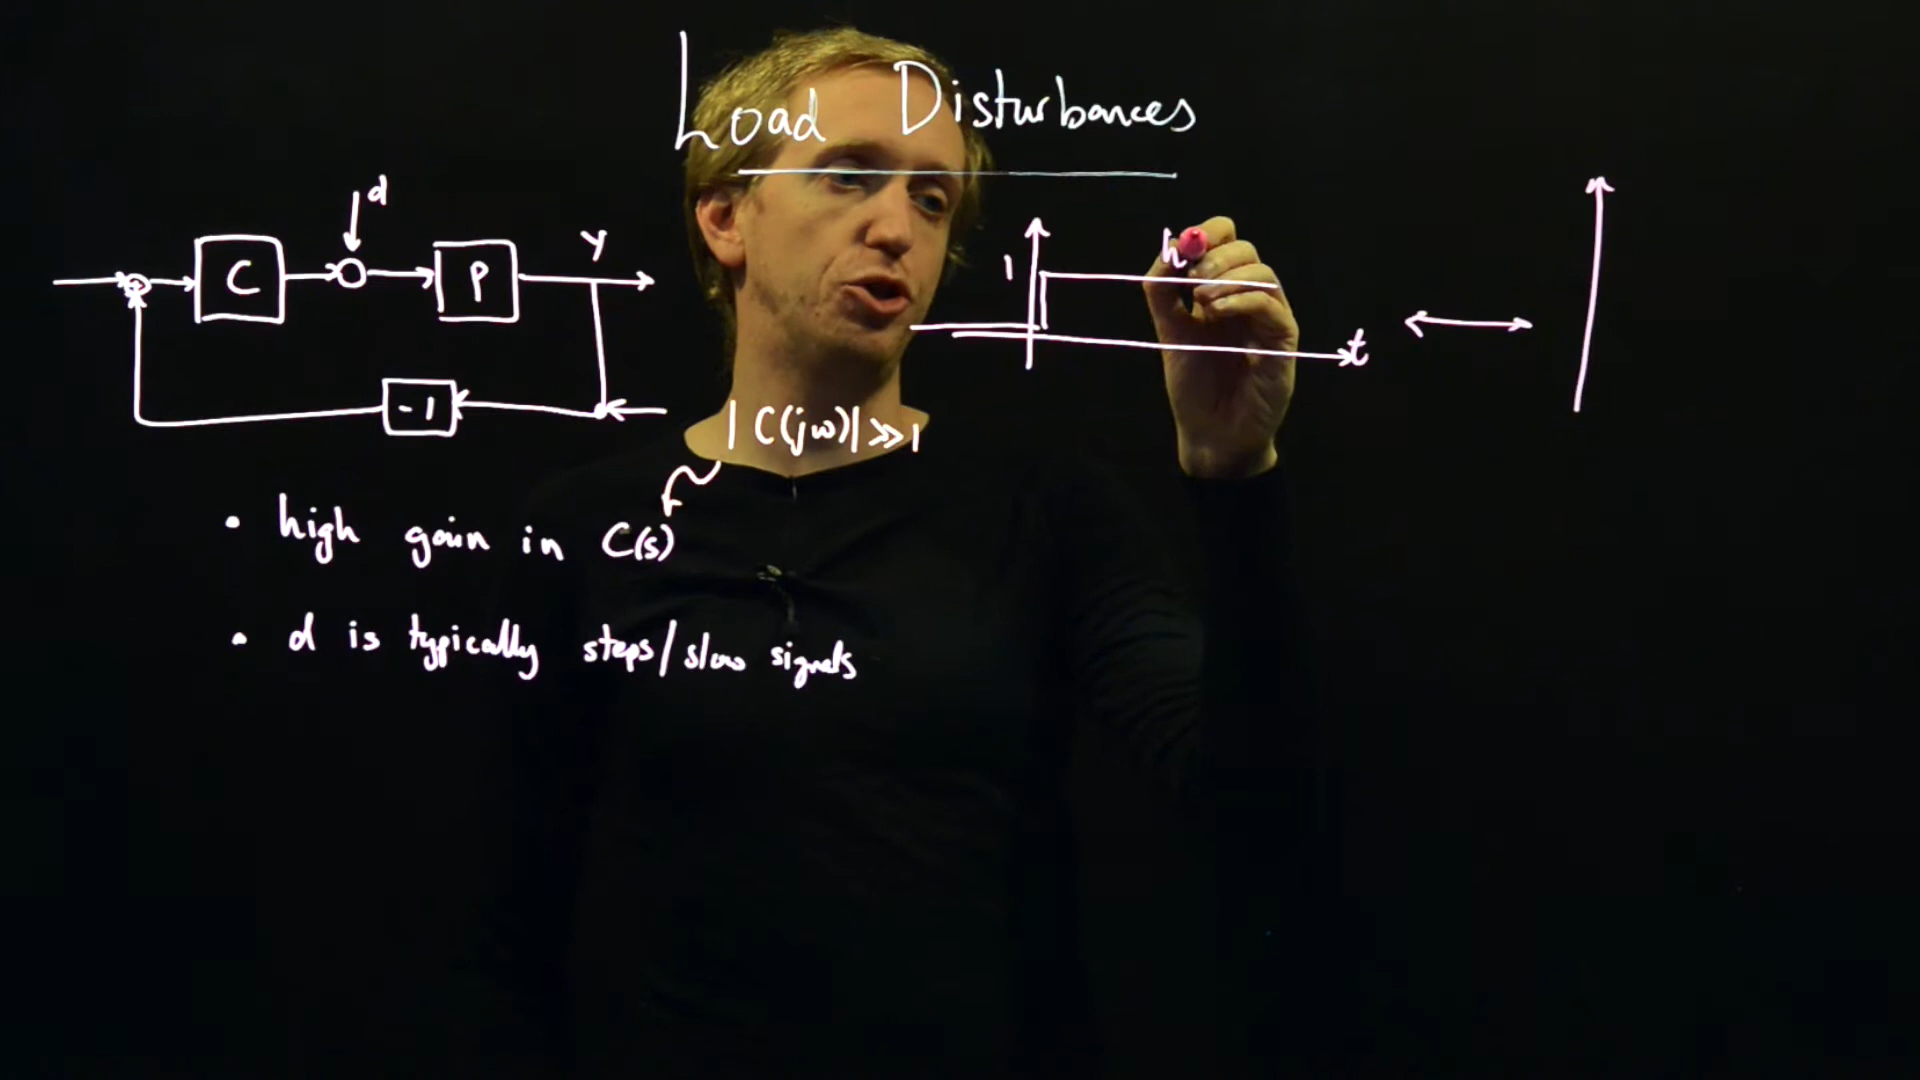 Load Disturbances
d
C
P
y
-1
1
h
t
|C(jω)| >> 1
• high gain in C(s)
• d is typically steps/slow signals